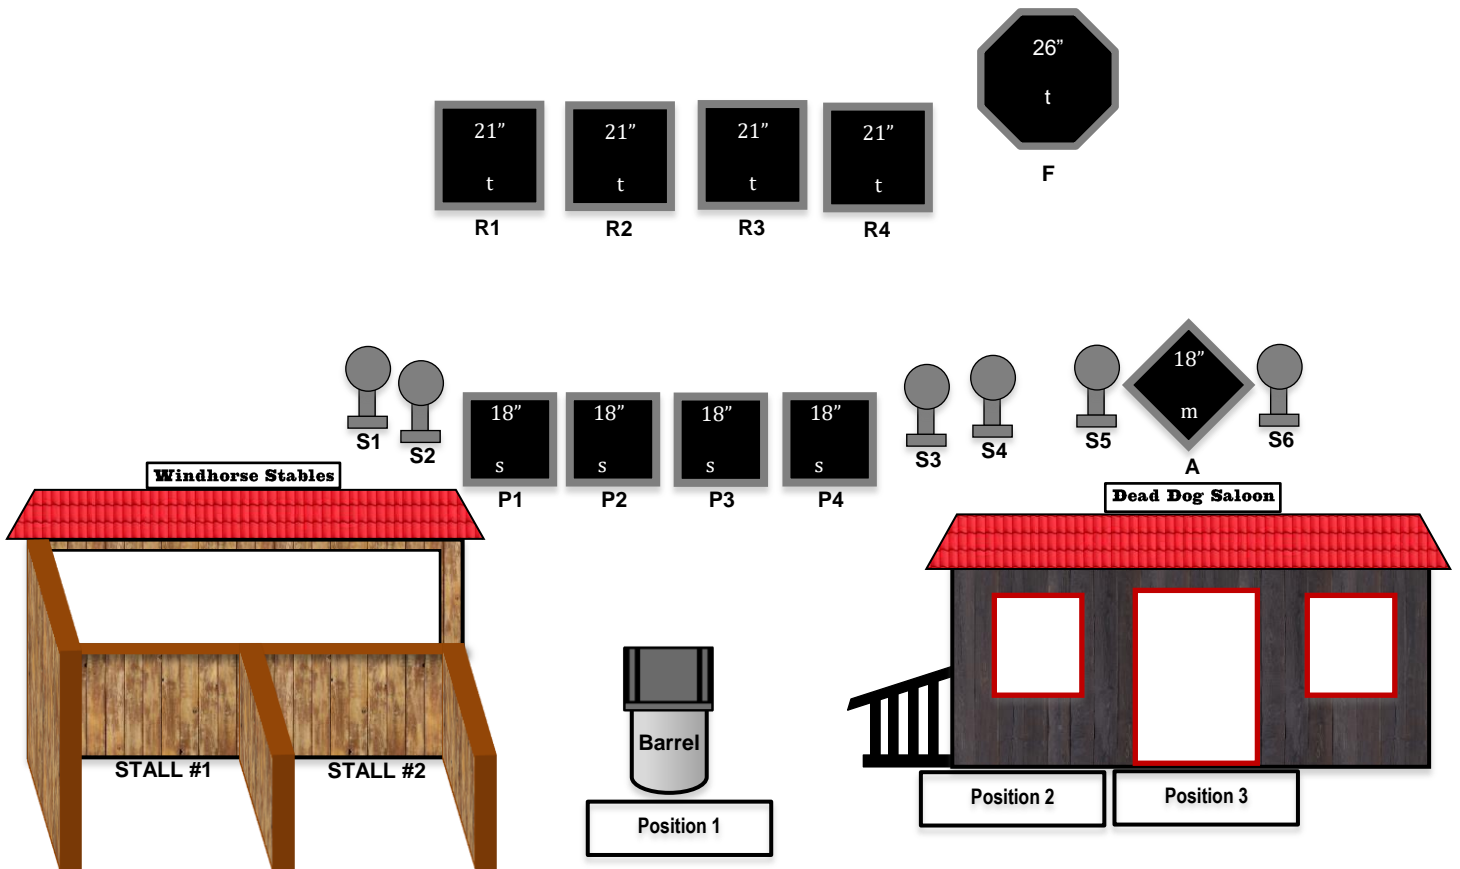 26”
t
F
21”
t
R1
21”
t
R2
21”
t
R3
21”
t
R4
S1
S2
18”
s
P1
18”
s
P2
18”
s
P3
18”
s
P4
S3
S4
S5
18”
m
A
S6
Windhorse Stables
Dead Dog Saloon
STALL #1
STALL #2
Barrel
Position 1
Position 2
Position 3